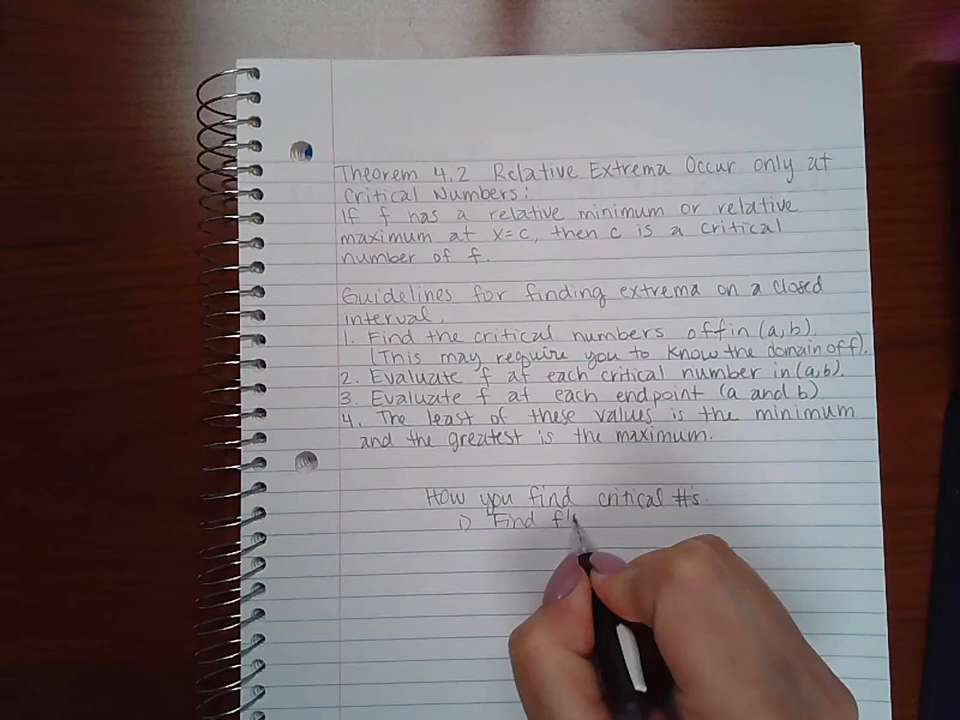 Theorem 4.2 Relative Extrema Occur only at
Critical Numbers:
If f has a relative minimum or relative
maximum at x=c, then c is a critical
number of f.
Guidelines for finding extrema on a closed
interval.
1. Find the critical numbers of f in (a,b).
(This may require you to know the domain of f).
2. Evaluate f at each critical number in (a,b).
3. Evaluate f at each endpoint (a and b)
4. The least of these values is the minimum
and the greatest is the maximum.
How you find critical #'s
1) Find f'